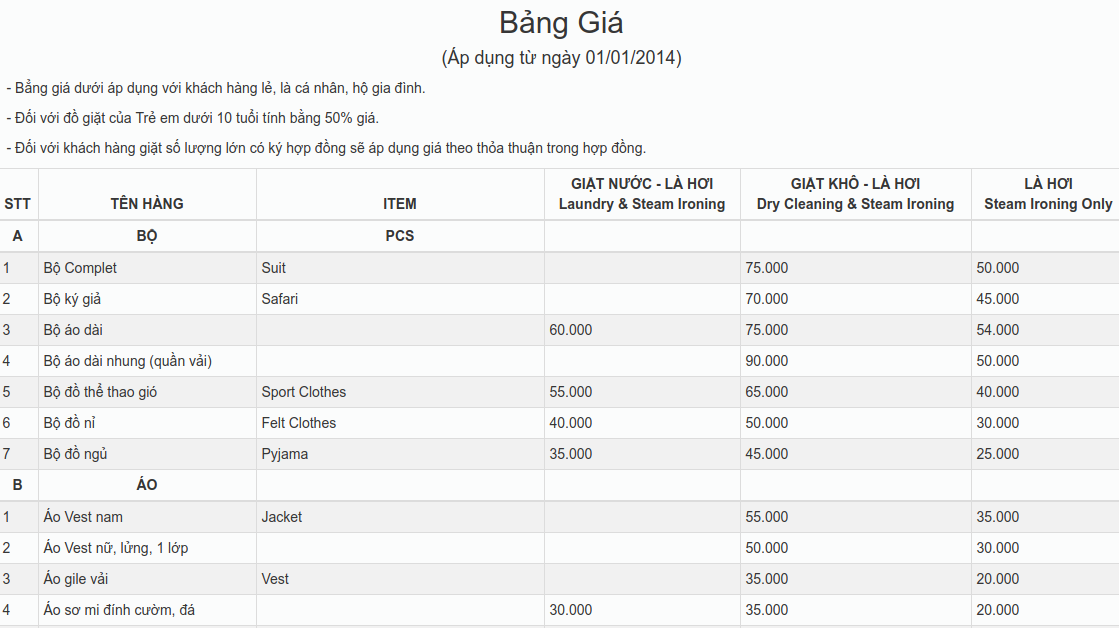 Bảng Giá
(Áp dụng từ ngày 01/01/2014)
- Bảng giá dưới áp dụng với khách hàng lẻ, là cá nhân, hộ gia đình.
- Đối với đồ giặt của Trẻ em dưới 10 tuổi tính bằng 50% giá.
- Đối với khách hàng giặt số lượng lớn có ký hợp đồng sẽ áp dụng giá theo thỏa thuận trong hợp đồng.
GIẶT NƯỚC - LÀ HƠI GIẶT KHÔ - LÀ HƠI LÀ HƠI
STT TÊN HÀNG ITEM Laundry & Steam Ironing Dry Cleaning & Steam Ironing Steam Ironing Only
A BỘ PCS
1 Bộ Complet Suit 75.000 50.000
2 Bộ ký giả Safari 70.000 45.000
3 Bộ áo dài 60.000 75.000 54.000
4 Bộ áo dài nhung (quần vải) 90.000 50.000
5 Bộ đồ thể thao gió Sport Clothes 55.000 65.000 40.000
6 Bộ đồ nỉ Felt Clothes 40.000 50.000 30.000
7 Bộ đồ ngủ Pyjama 35.000 45.000 25.000
B ÁO
1 Áo Vest nam Jacket 55.000 35.000
2 Áo Vest nữ, lửng, 1 lớp 50.000 30.000
3 Áo gile vải Vest 35.000 20.000
4 Áo sơ mi đính cườm, đá 30.000 35.000 20.000